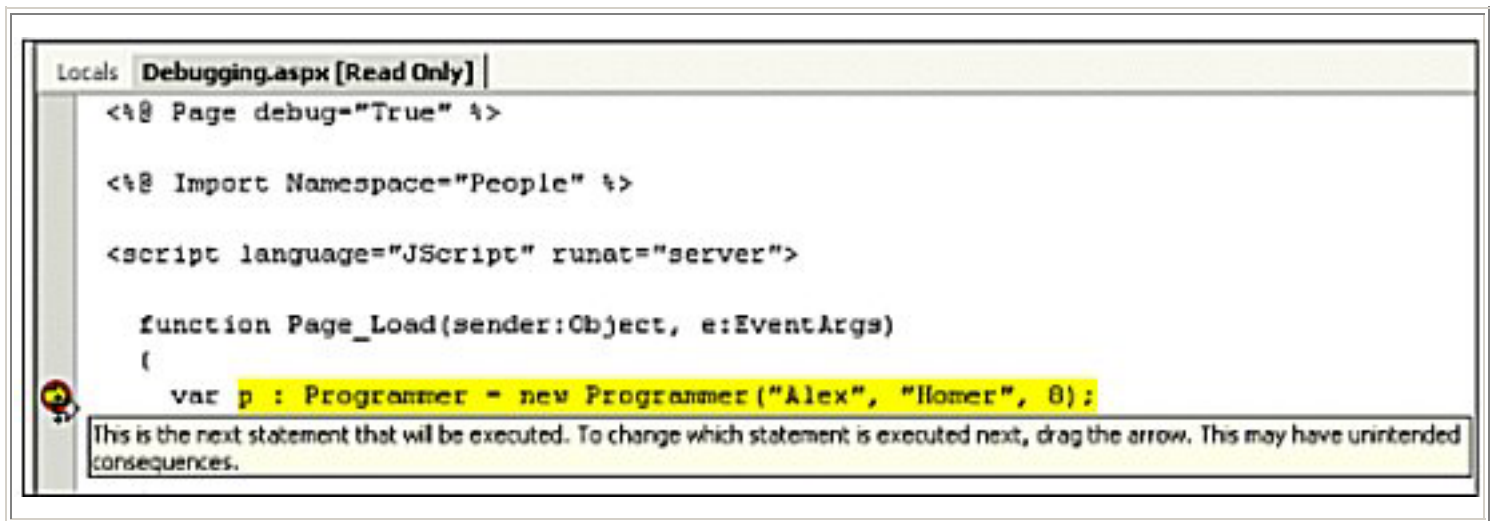 Locals Debugging.aspx [Read Only]
<%@ Page debug="True" %>
<%@ Import Namespace="People" %>
<script language="JScript" runat="server">
function Page_Load(sender:Object, e:EventArgs)
{
var p : Programmer = new Programmer("Alex", "Homer", 8);
This is the next statement that will be executed. To change which statement is executed next, drag the arrow. This may have unintended
consequences.